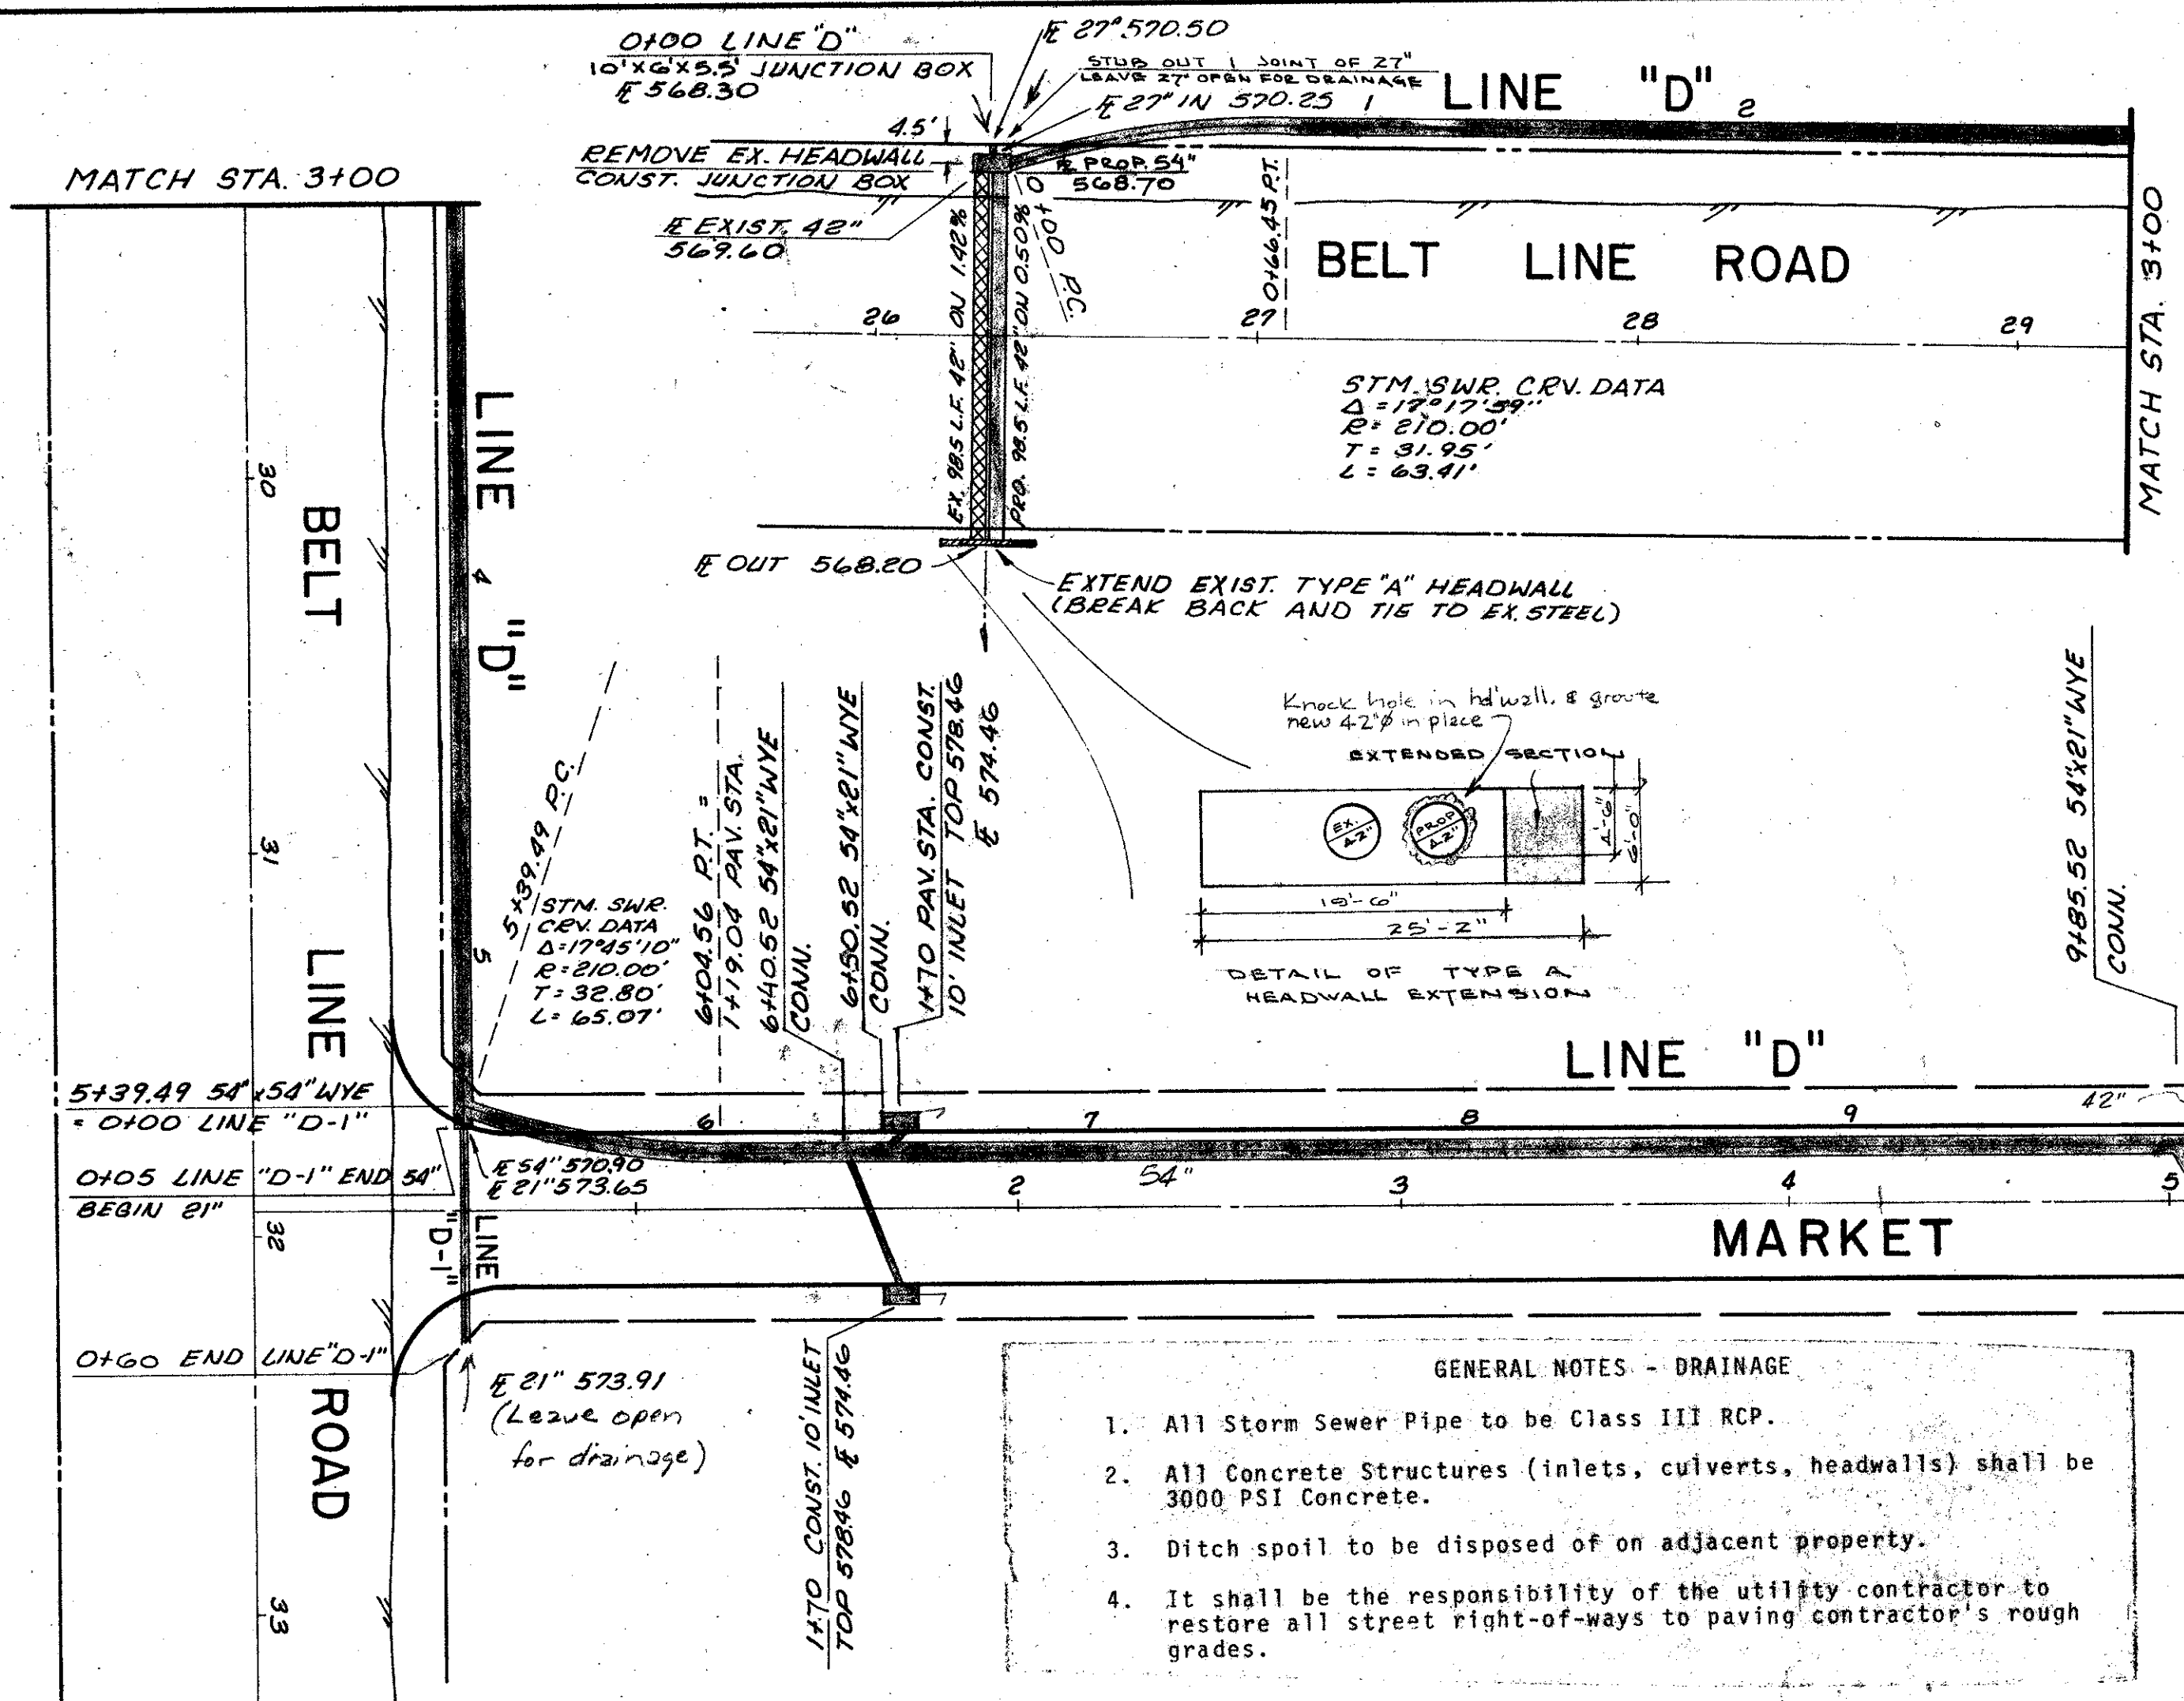 0+00 LINE "D"
10'X6'X5.5' JUNCTION BOX
℄ 568.30
℄ 27" 570.50
STUB OUT 1 JOINT OF 27"
LEAVE 27" OPEN FOR DRAINAGE
℄ 27" IN 570.25
1
LINE "D"
2
4.5'
REMOVE EX. HEADWALL
CONST. JUNCTION BOX
℄ PROP. 54"
568.70
℄ EXIST. 42"
569.60
MATCH STA. 3+00
EX. 98.5 L.F. 42" ON 1.42%
PRO. 98.5 L.F. 42" ON 0.50%
0+00 P.C.
0+66.45 P.T.
BELT LINE ROAD
26
27
28
29
MATCH STA. 3+00
STM. SWR. CRV. DATA
Δ = 17°17'59"
R = 210.00'
T = 31.95'
L = 63.41'
℄ OUT 568.20
EXTEND EXIST. TYPE "A" HEADWALL
(BREAK BACK AND TIE TO EX. STEEL)
LINE "D"
4
5
30
31
32
33
BELT LINE ROAD
5+39.49 P.C.
STM. SWR.
CRV. DATA
Δ=17°45'10"
R=210.00'
T=32.80'
L=65.07'
6+04.56 P.T. =
1+19.04 PAV. STA.
6+40.52 54"x21" WYE
CONN.
6+50.52 54"x21" WYE
CONN.
1+70 PAV. STA. CONST.
10' INLET TOP 578.46
℄ 574.46
Knock hole in hd'wall. & groute
new 42"ø in place
EXTENDED SECTION
EX.
42"
PROP
42"
4'-6"
6'-0"
19'-6"
25'-2"
DETAIL OF TYPE A
HEADWALL EXTENSION
9+85.52 54"x21" WYE
CONN.
LINE "D"
5+39.49 54"x54" WYE
= 0+00 LINE "D-1"
6
7
8
9
42"
0+05 LINE "D-1" END 54"
BEGIN 21"
℄ 54" 570.90
℄ 21" 573.65
54"
2
3
4
5
LINE
"D-1"
MARKET
0+60 END LINE "D-1"
℄ 21" 573.91
(Leave open
for drainage)
1+70 CONST. 10' INLET
TOP 578.46 ℄ 574.46
GENERAL NOTES - DRAINAGE
1. All Storm Sewer Pipe to be Class III RCP.
2. All Concrete Structures (inlets, culverts, headwalls) shall be
3000 PSI Concrete.
3. Ditch spoil to be disposed of on adjacent property.
4. It shall be the responsibility of the utility contractor to
restore all street right-of-ways to paving contractor's rough
grades.